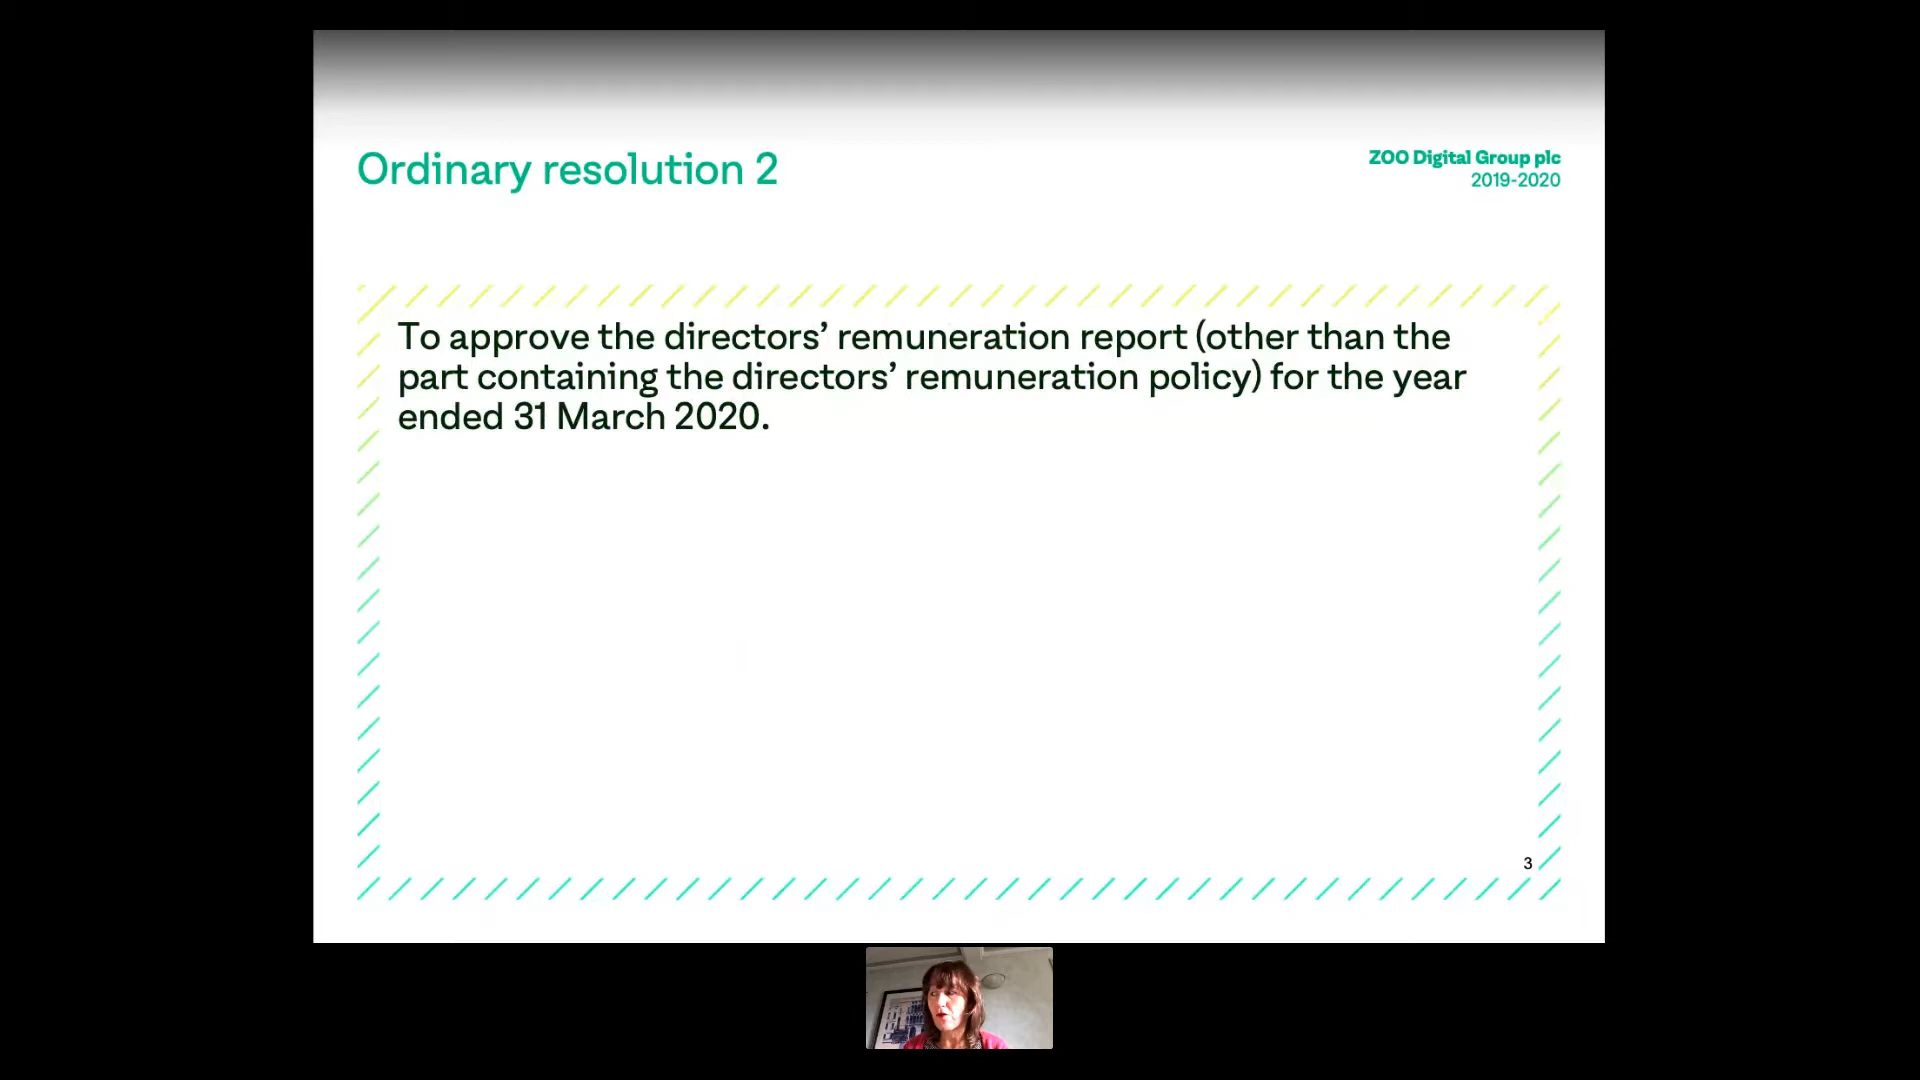 Ordinary resolution 2
ZOO Digital Group plc
2019-2020
To approve the directors’ remuneration report (other than the
part containing the directors’ remuneration policy) for the year
ended 31 March 2020.
3